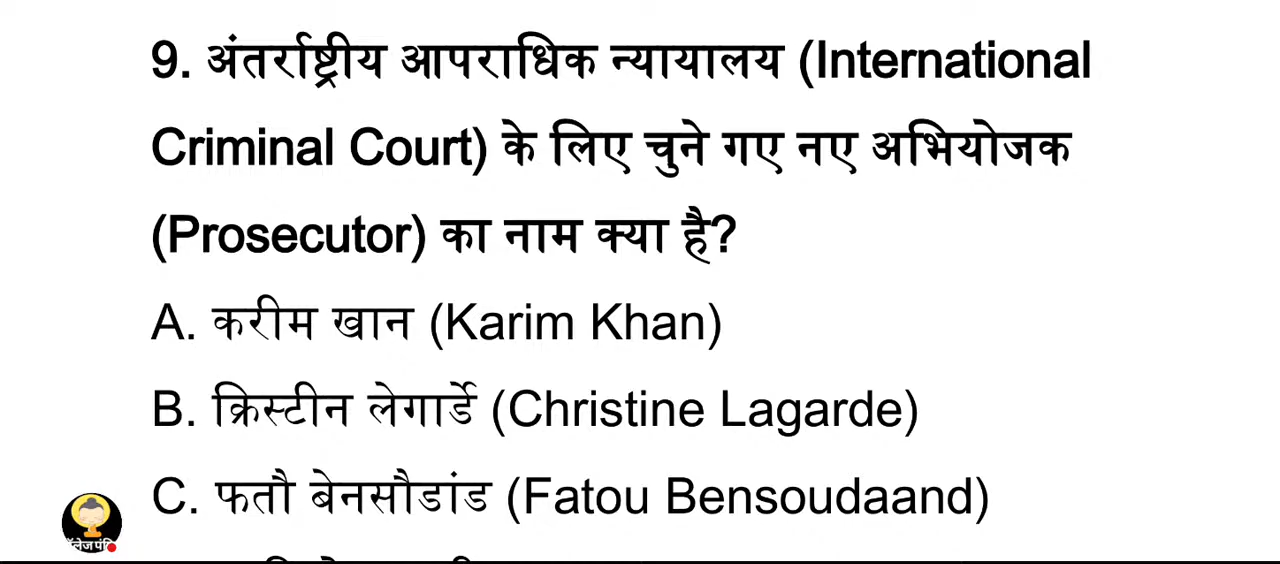 9. अंतर्राष्ट्रीय आपराधिक न्यायालय (International
Criminal Court) के लिए चुने गए नए अभियोजक
(Prosecutor) का नाम क्या है?
A. करीम खान (Karim Khan)
B. क्रिस्टीन लेगार्डे (Christine Lagarde)
C. फतौ बेनसौडांड (Fatou Bensoudaand)